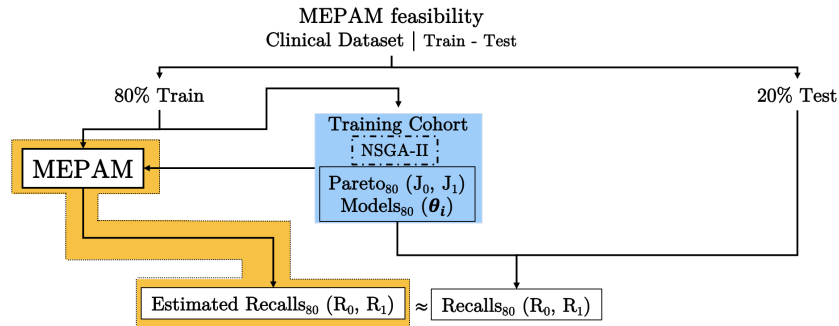 MEPAM feasibility
Clinical Dataset | Train - Test
80% Train
20% Test
Training Cohort
NSGA-II
MEPAM
Pareto₈₀ (J₀, J₁)
Models₈₀ (θᵢ)
Estimated Recalls₈₀ (R₀, R₁) ≈ Recalls₈₀ (R₀, R₁)